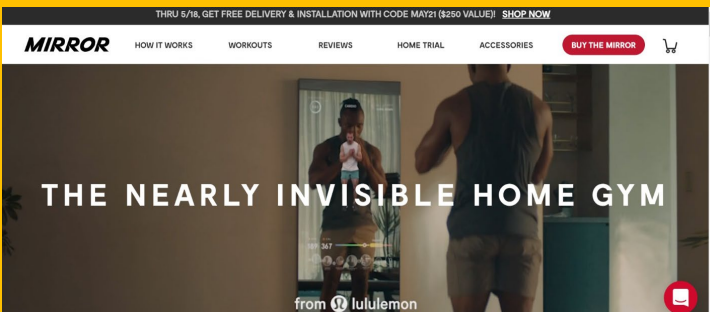 THRU 5/18, GET FREE DELIVERY & INSTALLATION WITH CODE MAY21 ($250 VALUE)! SHOP NOW
MIRROR HOW IT WORKS WORKOUTS REVIEWS HOME TRIAL ACCESSORIES BUY THE MIRROR
THE NEARLY INVISIBLE HOME GYM
367
from lululemon